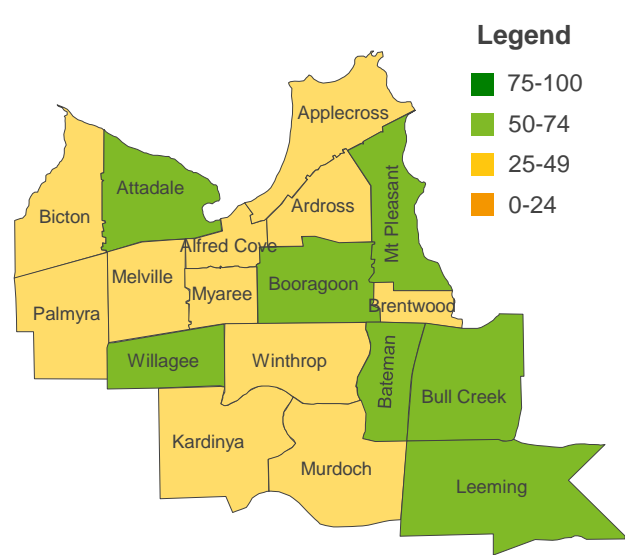 Legend
75-100
50-74
25-49
0-24
Applecross
Attadale
Bicton
Ardross
Mt Pleasant
Alfred Cove
Melville
Myaree
Booragoon
Brentwood
Palmyra
Willagee
Winthrop
Bateman
Bull Creek
Kardinya
Murdoch
Leeming